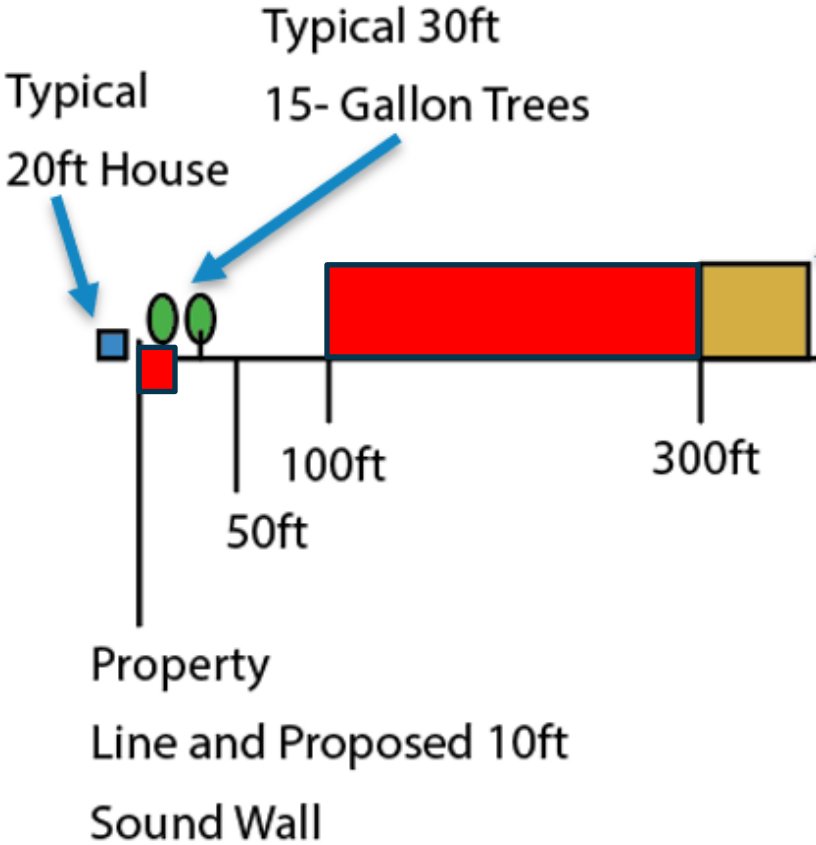 Typical 30ft
15- Gallon Trees
Typical
20ft House
100ft
300ft
50ft
Property
Line and Proposed 10ft
Sound Wall